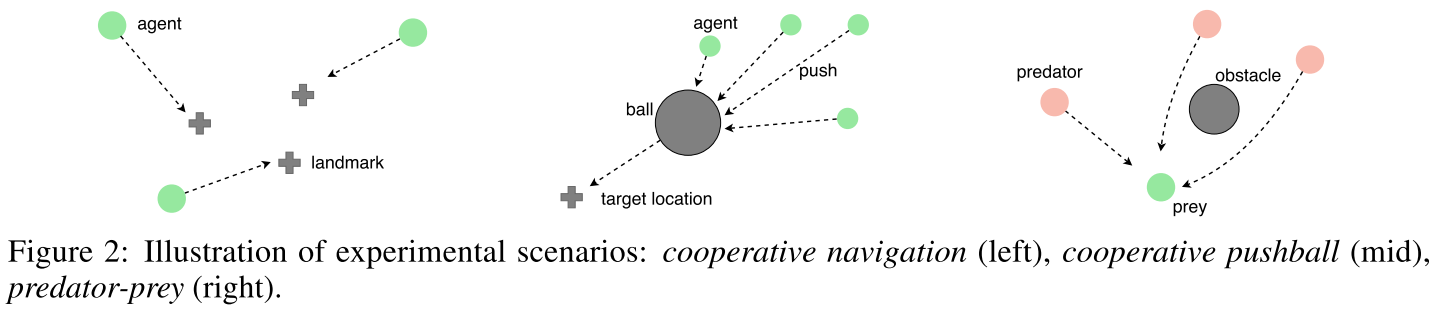 agent
landmark
agent
push
ball
target location
predator
obstacle
prey
Figure 2: Illustration of experimental scenarios: cooperative navigation (left), cooperative pushball (mid),
predator-prey (right).